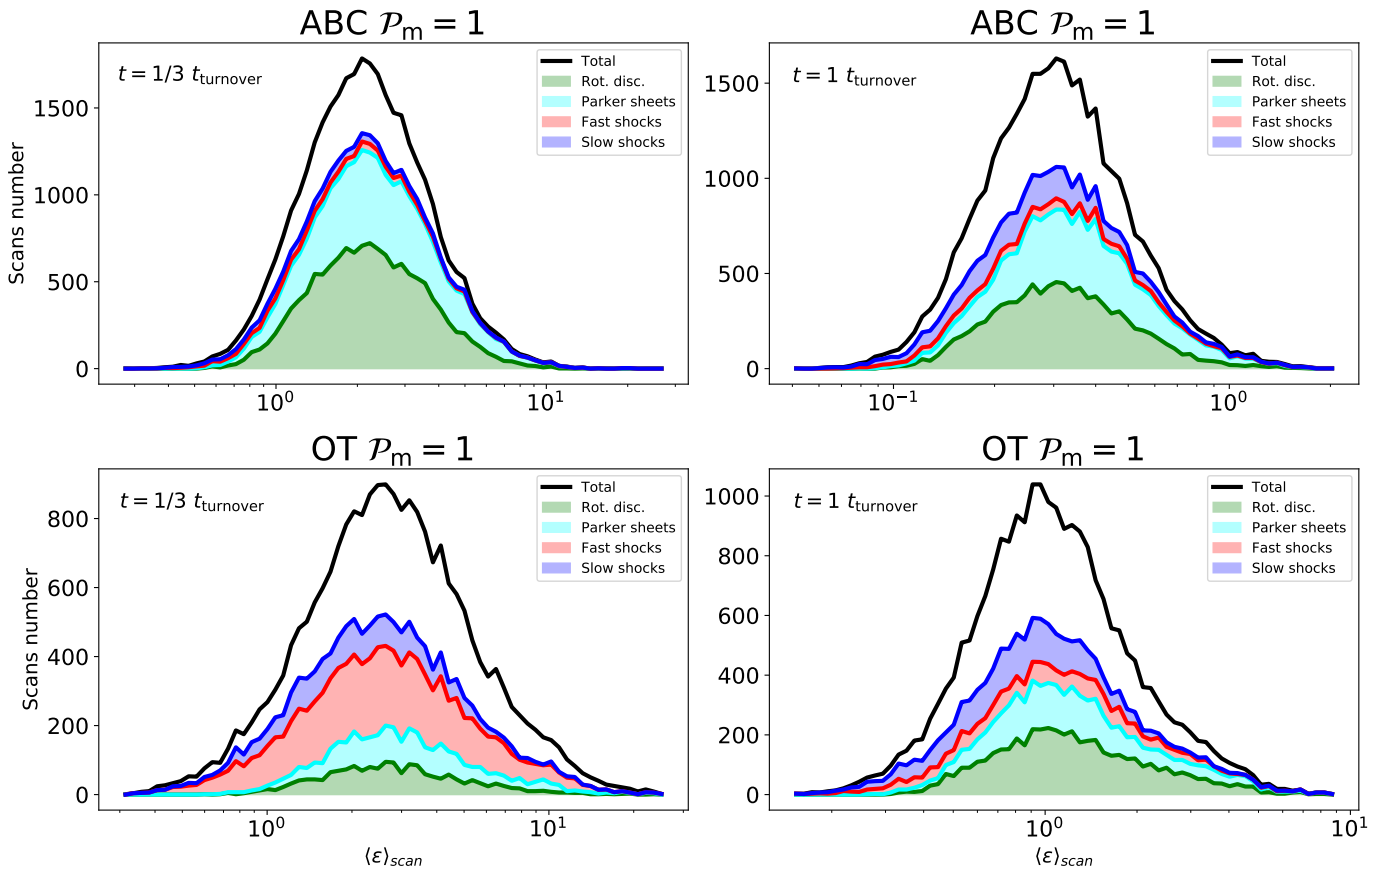 ABC 𝒫m = 1
t = 1/3 t_turnover
Total
Rot. disc.
Parker sheets
Fast shocks
Slow shocks
Scans number
1500
1000
500
0
10^0
10^1
ABC 𝒫m = 1
t = 1 t_turnover
Total
Rot. disc.
Parker sheets
Fast shocks
Slow shocks
1500
1000
500
0
10^−1
10^0
OT 𝒫m = 1
t = 1/3 t_turnover
Total
Rot. disc.
Parker sheets
Fast shocks
Slow shocks
Scans number
800
600
400
200
0
10^0
10^1
⟨ε⟩scan
OT 𝒫m = 1
t = 1 t_turnover
Total
Rot. disc.
Parker sheets
Fast shocks
Slow shocks
1000
800
600
400
200
0
10^0
10^1
⟨ε⟩scan